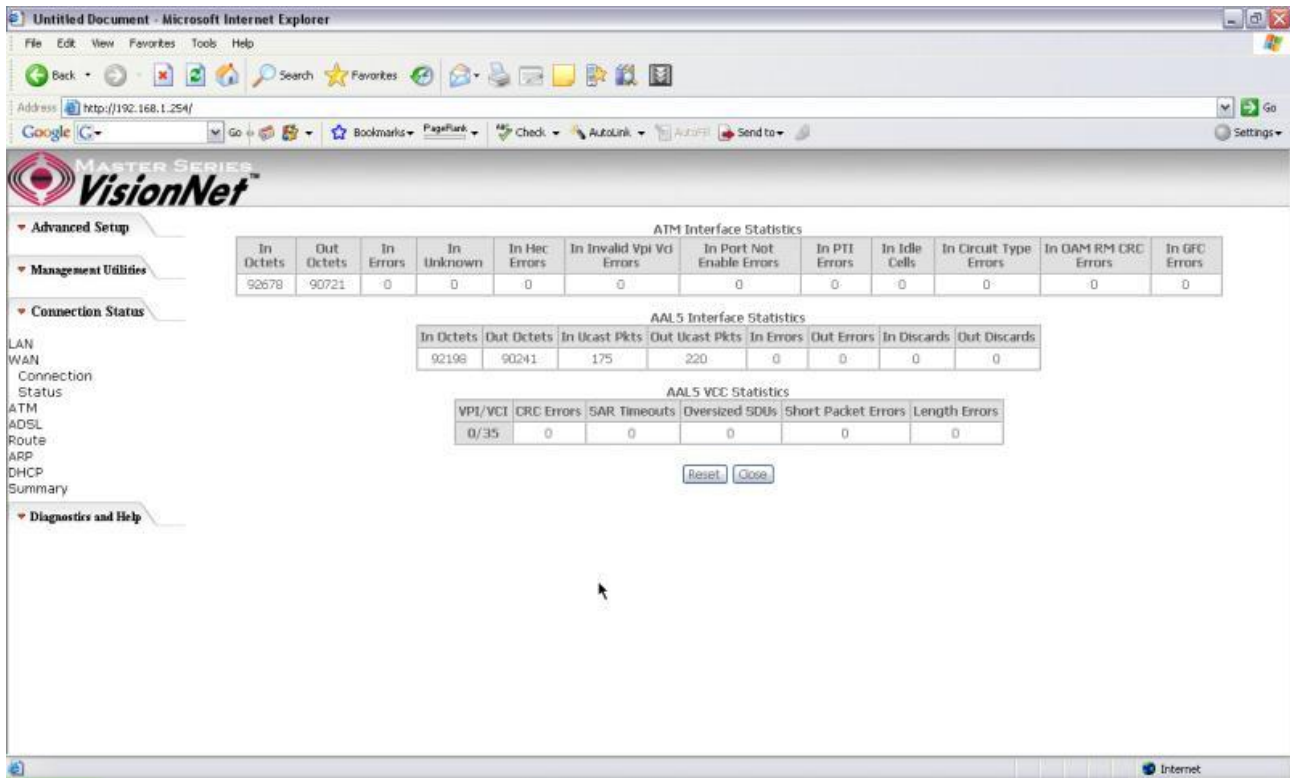 Untitled Document - Microsoft Internet Explorer
File Edit View Favorites Tools Help
Back Search Favorites
Address http://192.168.1.254/ Go
Google G Go Bookmarks PageRank Check AutoLink AutoFill Send to Settings
MASTER SERIES
VisionNet™
Advanced Setup
Management Utilities
Connection Status
LAN
WAN
Connection
Status
ATM
ADSL
Route
ARP
DHCP
Summary
Diagnostics and Help
ATM Interface Statistics
In Octets Out Octets In Errors In Unknown In Hec Errors In Invalid Vpi Vci Errors In Port Not Enable Errors In PTI Errors In Idle Cells In Circuit Type Errors In OAM RM CRC Errors In GFC Errors
92678 90721 0 0 0 0 0 0 0 0 0 0
AAL5 Interface Statistics
In Octets Out Octets In Ucast Pkts Out Ucast Pkts In Errors Out Errors In Discards Out Discards
92198 90241 175 220 0 0 0 0
AAL5 VCC Statistics
VPI/VCI CRC Errors SAR Timeouts Oversized SDUs Short Packet Errors Length Errors
0/35 0 0 0 0 0
Reset Close
Internet